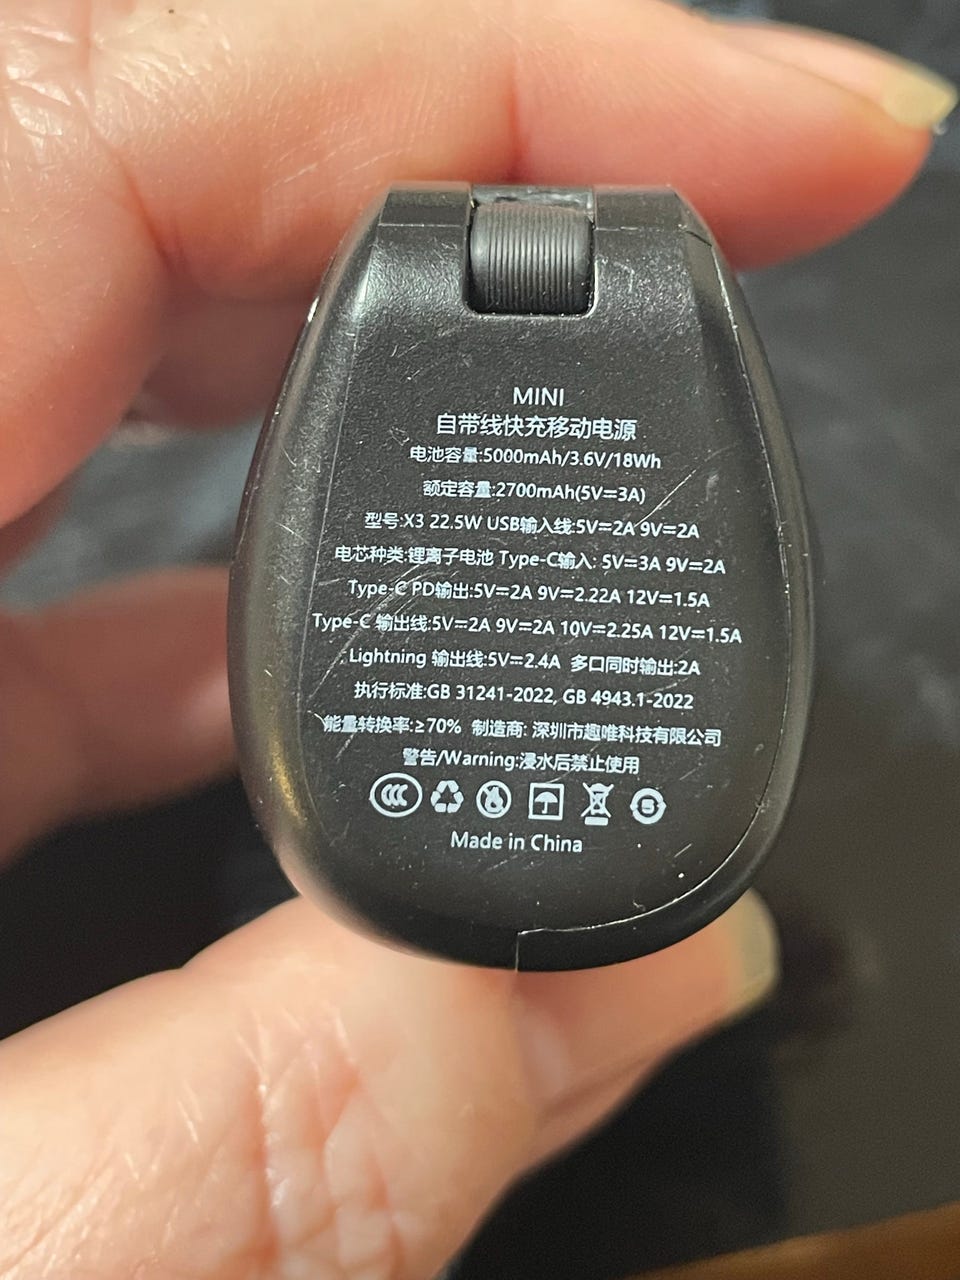 MINI
自带线快充移动电源
电池容量:5000mAh/3.6V/18Wh
额定容量:2700mAh(5V⎓3A)
型号:X3 22.5W USB输入线:5V⎓2A 9V⎓2A
电芯种类:锂离子电池 Type-C输入: 5V⎓3A 9V⎓2A
Type-C PD输出:5V⎓2A 9V⎓2.22A 12V⎓1.5A
Type-C 输出线:5V⎓2A 9V⎓2A 10V⎓2.25A 12V⎓1.5A
Lightning 输出线:5V⎓2.4A 多口同时输出:2A
执行标准:GB 31241-2022, GB 4943.1-2022
能量转换率:≥70% 制造商: 深圳市趣唯科技有限公司
警告/Warning:浸水后禁止使用
CCC 5
Made in China